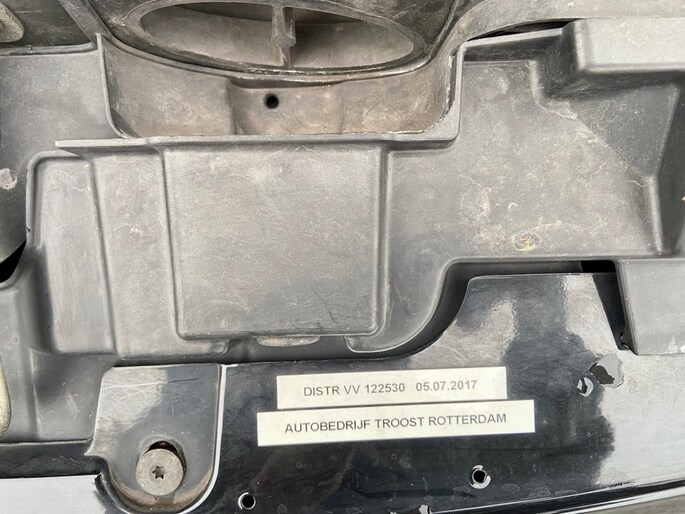 DISTR VV 122530 05.07.2017
AUTOBEDRIJF TROOST ROTTERDAM